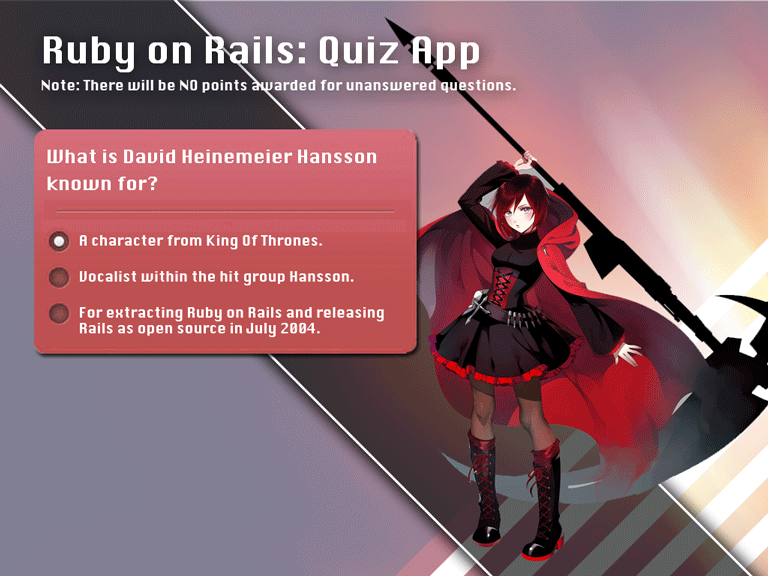 Ruby on Rails: Quiz App
Note: There will be NO points awarded for unanswered questions.
What is David Heinemeier Hansson
known for?
A character from King Of Thrones.
Vocalist within the hit group Hansson.
For extracting Ruby on Rails and releasing
Rails as open source in July 2004.